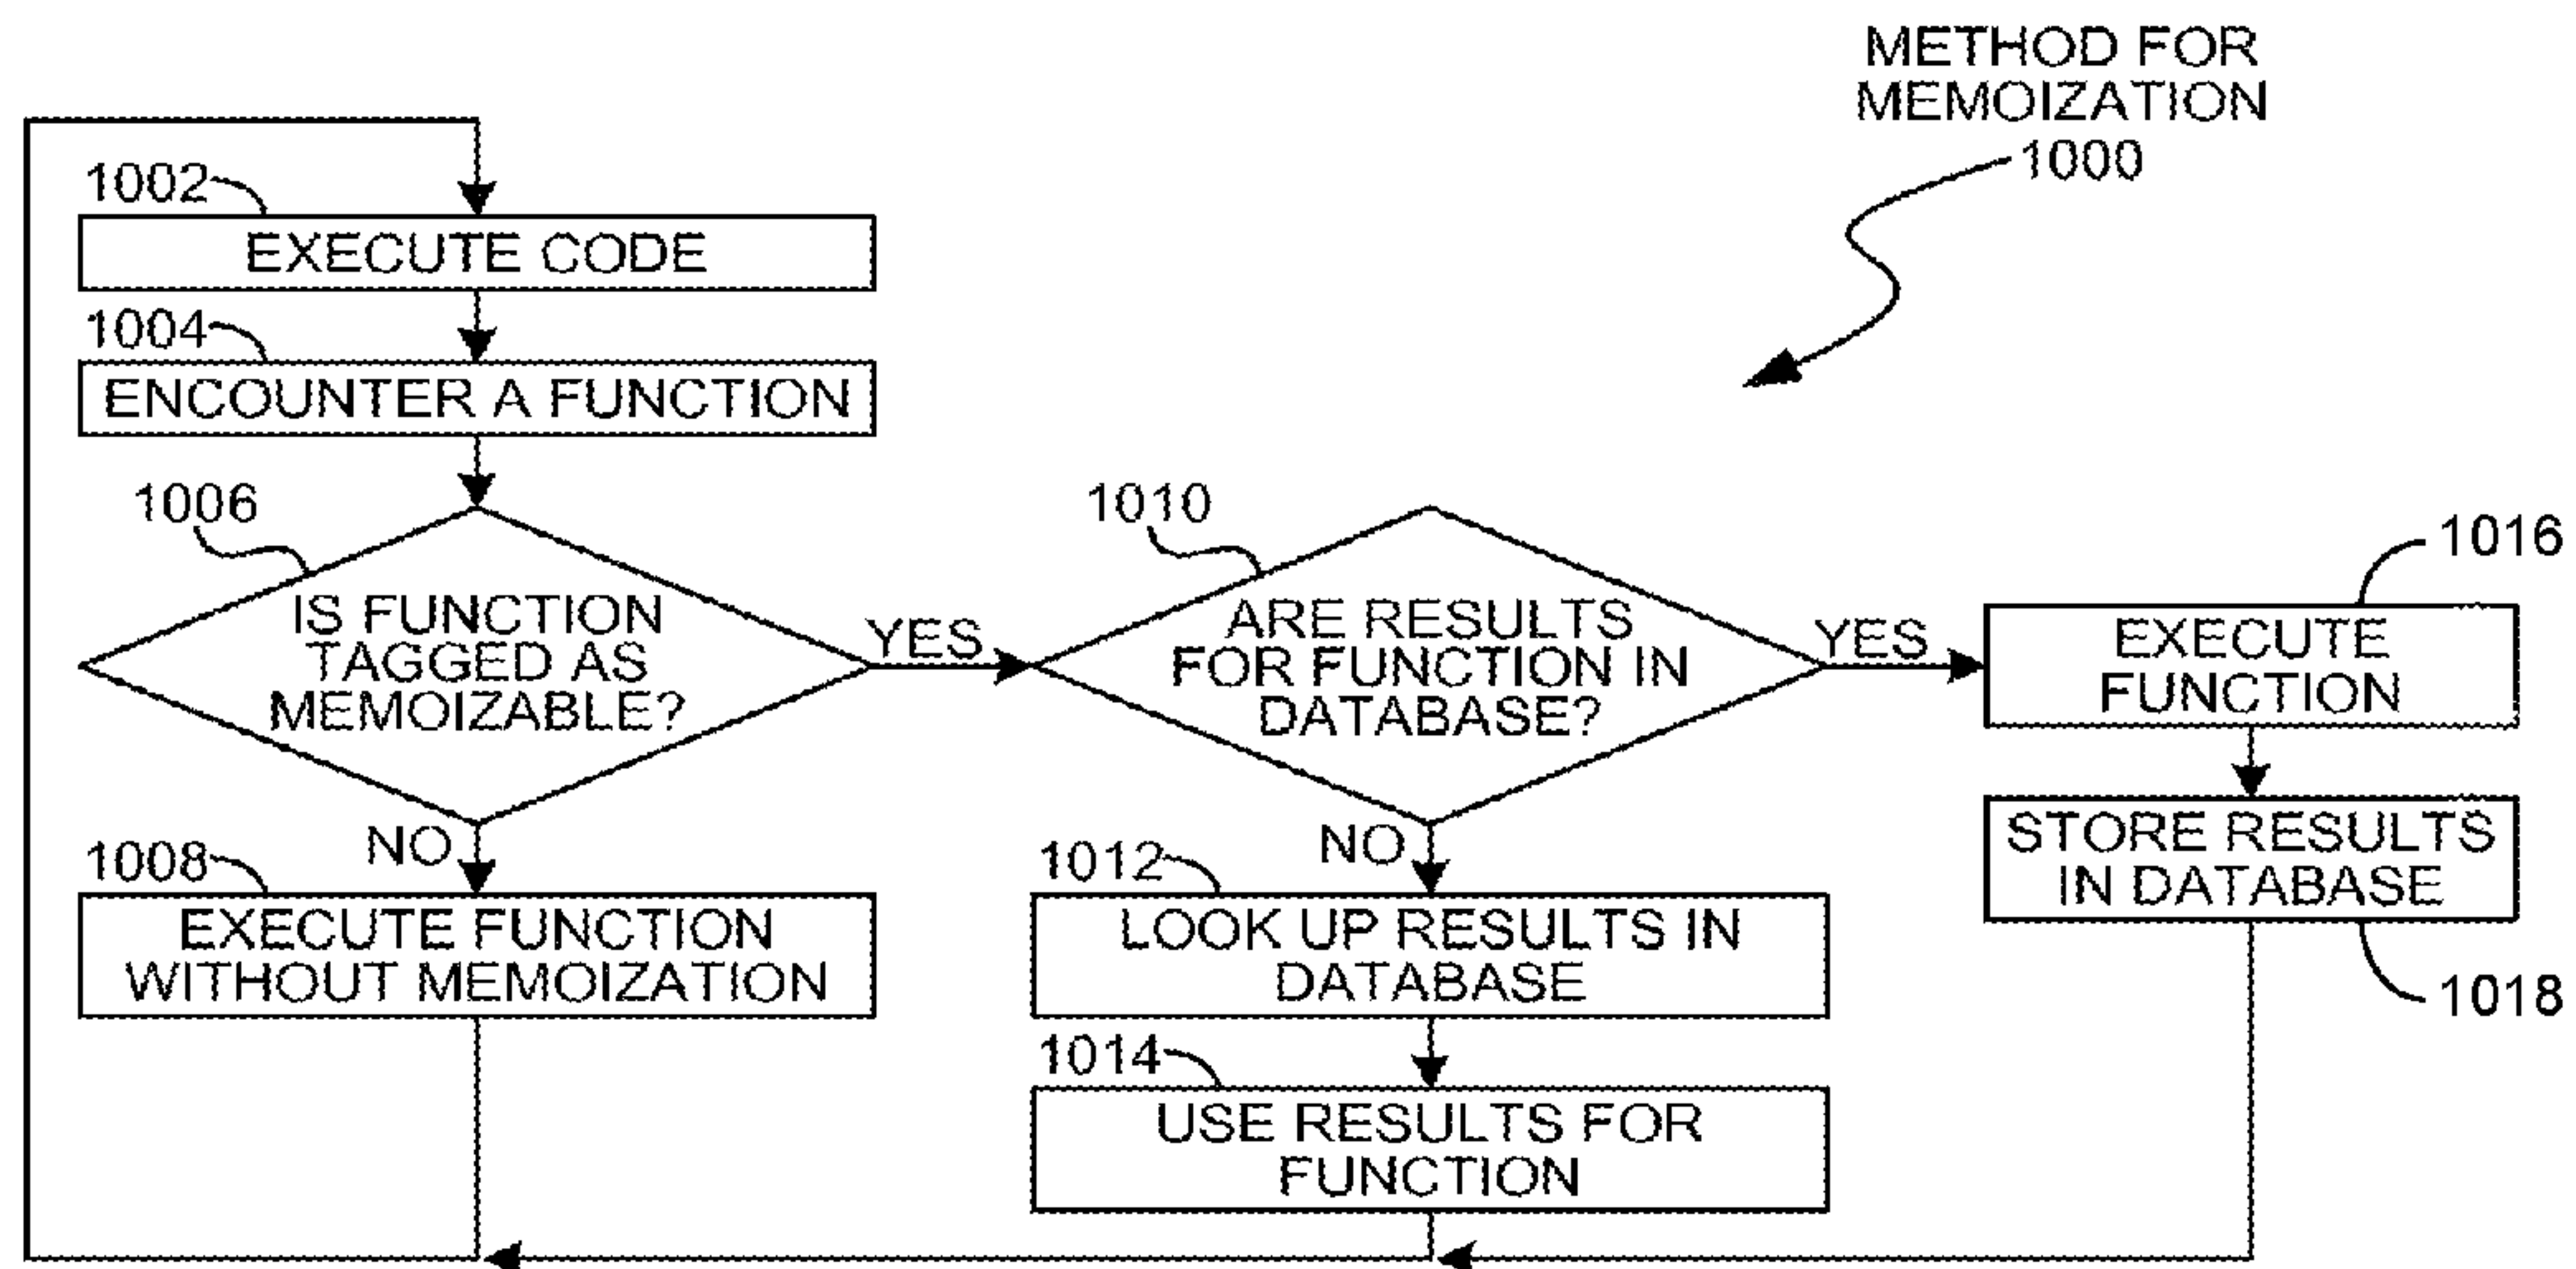 METHOD FOR
MEMOIZATION
1000
1002
EXECUTE CODE
1004
ENCOUNTER A FUNCTION
1006
IS FUNCTION
TAGGED AS
MEMOIZABLE?
YES
NO
1008
EXECUTE FUNCTION
WITHOUT MEMOIZATION
1010
ARE RESULTS
FOR FUNCTION IN
DATABASE?
YES
NO
1012
LOOK UP RESULTS IN
DATABASE
1014
USE RESULTS FOR
FUNCTION
1016
EXECUTE
FUNCTION
STORE RESULTS
IN DATABASE
1018